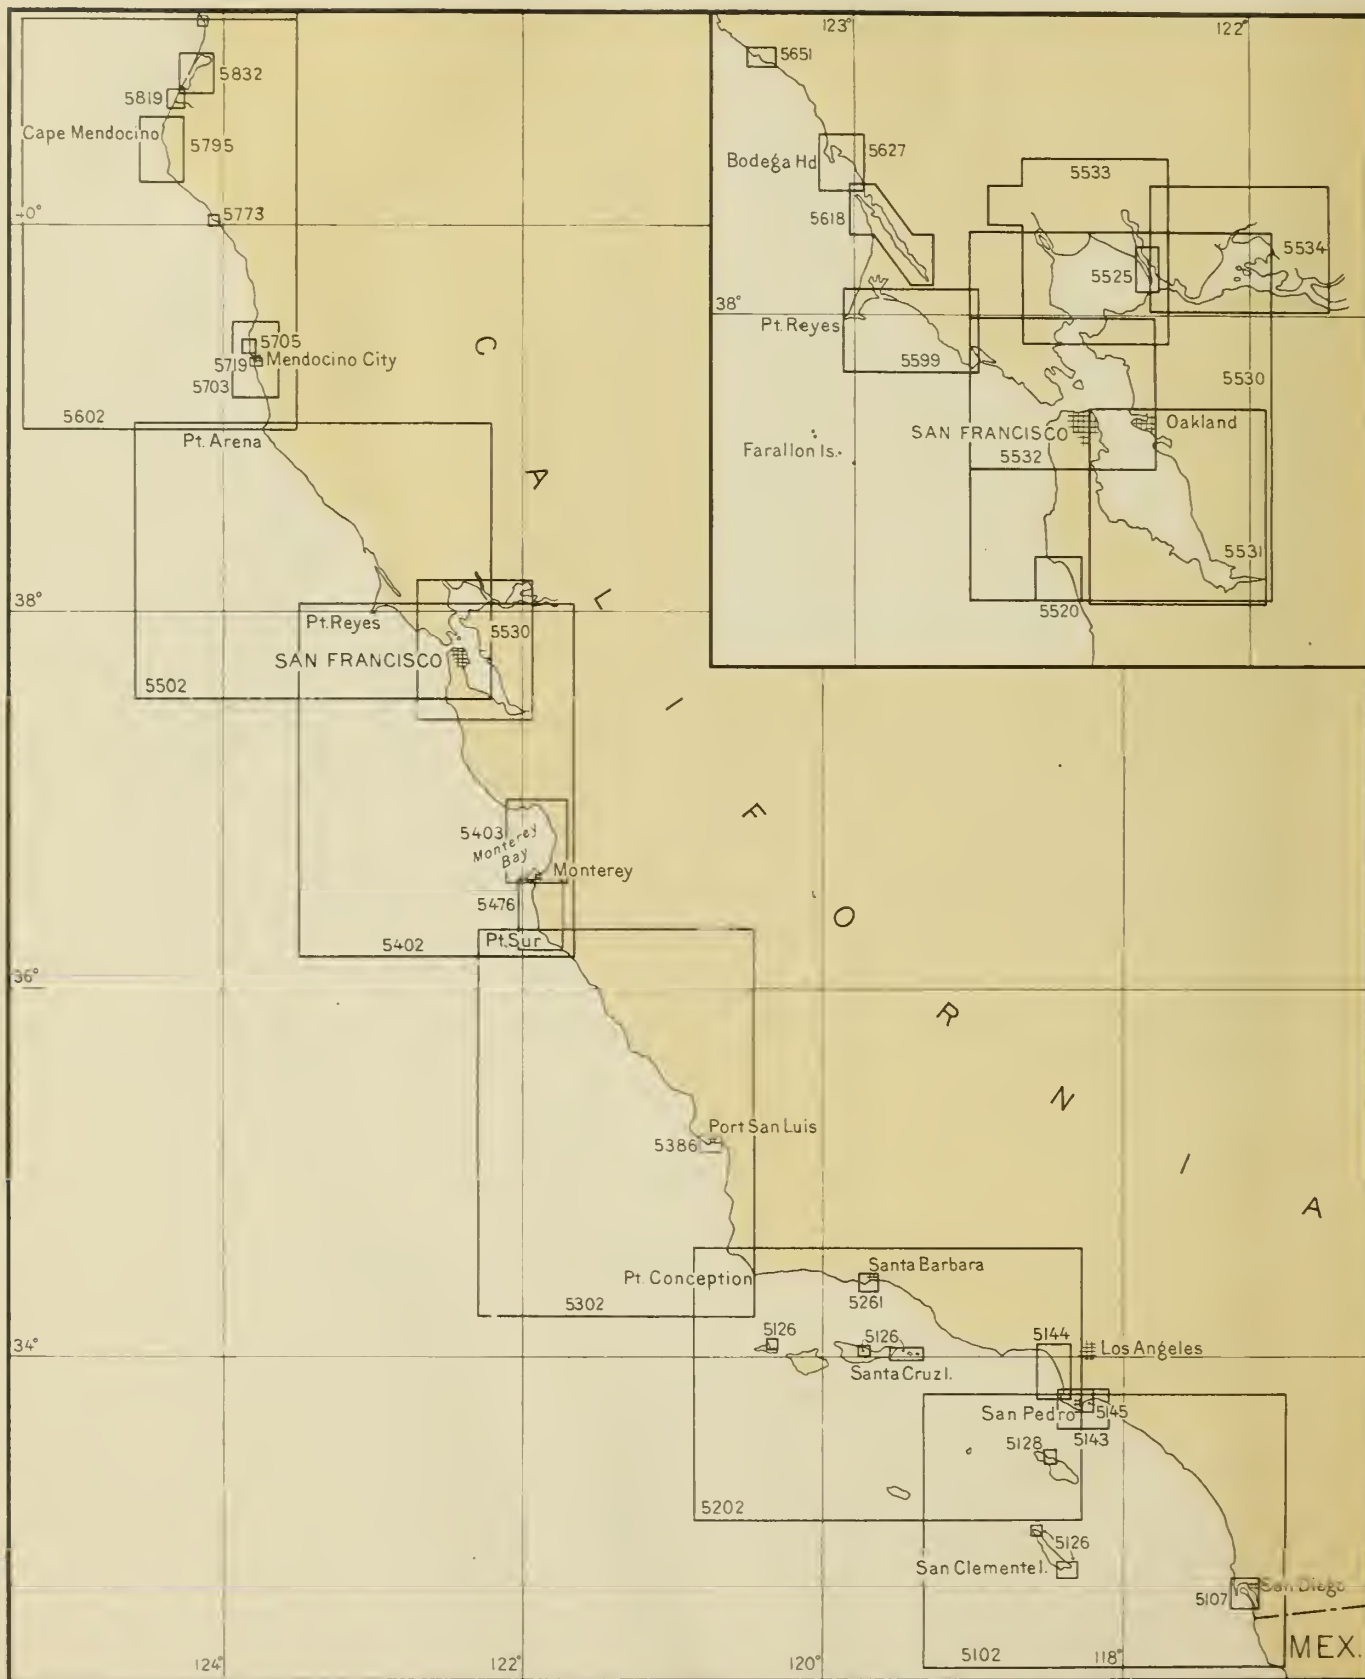 123°
122°
5651
5832
5819
Cape Mendocino
5795
Bodega Hd
5627
5533
5618
5773
40°
5525
5534
38°
Pt. Reyes
5599
C
5705
5719
Mendocino City
5703
5530
5602
Pt. Arena
SAN FRANCISCO
Oakland
5532
Farallon Is.
A
5531
5520
L
38°
Pt. Reyes
5530
SAN FRANCISCO
5502
I
F
5403
Monterey
Bay
Monterey
5476
O
Pt. Sur
5402
36°
R
N
Port San Luis
5386
I
A
Santa Barbara
Pt. Conception
5261
5302
34°
5126
5126
5144
Los Angeles
Santa Cruz I.
San Pedro
5145
5143
5128
5202
5126
San Clemente I.
San Diego
5107
MEX.
5102
124°
122°
120°
118°